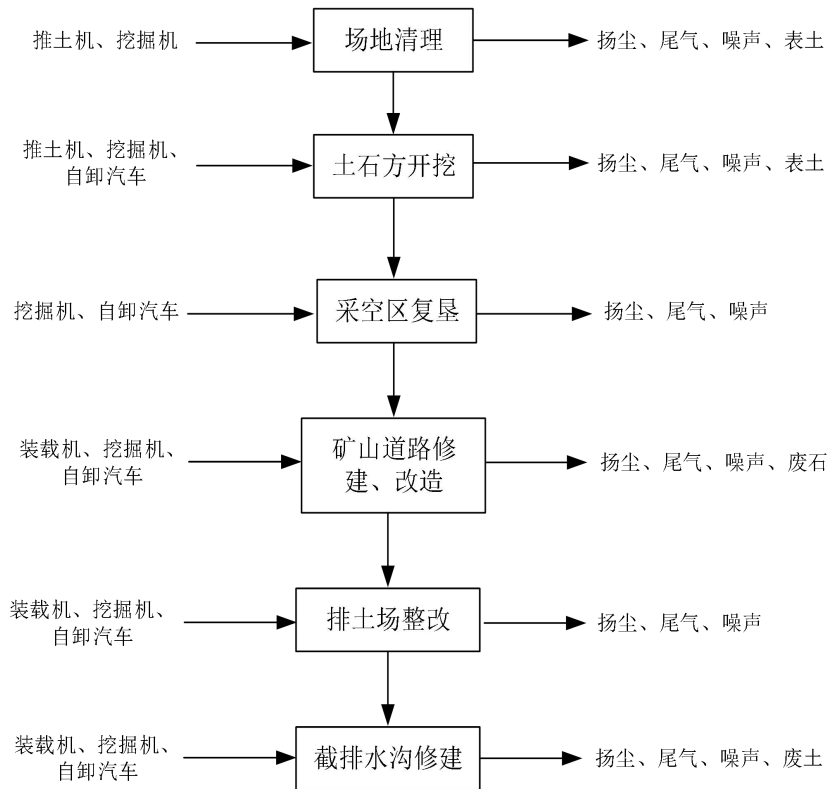 推土机、挖掘机
场地清理
扬尘、尾气、噪声、表土
推土机、挖掘机、
自卸汽车
土石方开挖
扬尘、尾气、噪声、表土
挖掘机、自卸汽车
采空区复垦
扬尘、尾气、噪声
装载机、挖掘机、
自卸汽车
矿山道路修
建、改造
扬尘、尾气、噪声、废石
装载机、挖掘机、
自卸汽车
排土场整改
扬尘、尾气、噪声
装载机、挖掘机、
自卸汽车
截排水沟修建
扬尘、尾气、噪声、废土